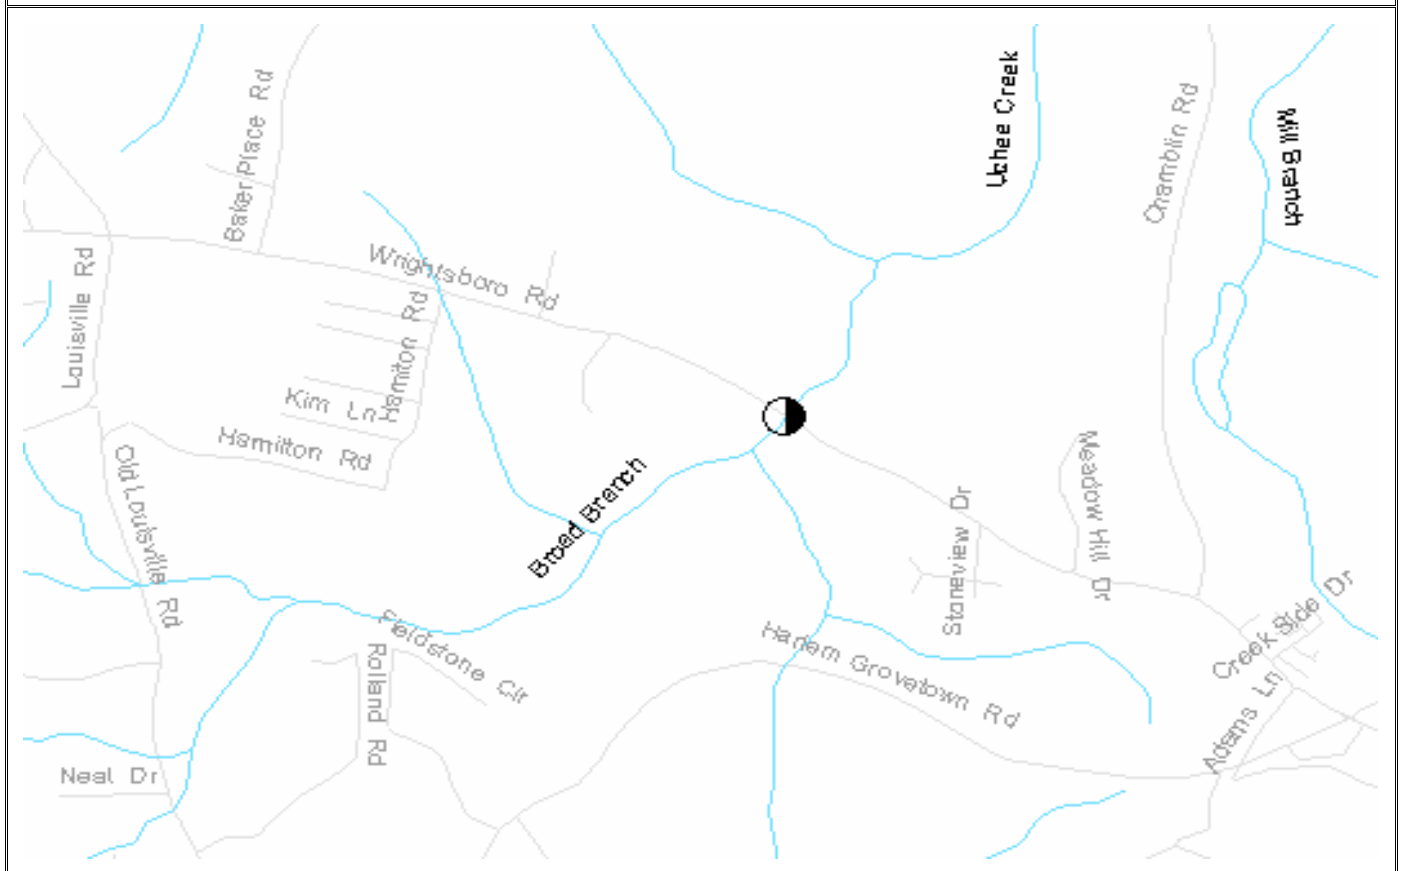 Uchee Creek
Baker Place Rd
Chamblin Rd
Mill Branch
Louisville Rd
Wrightsboro Rd
Hamilton Rd
Kim Ln
Hamilton Rd
Old Louisville Rd
Broad Branch
Meadow Hill Dr
Stoneview Dr
Creek Side Dr
Fieldstone Cir
Harlem Grovetown Rd
Rolland Rd
Adams Ln
Neal Dr